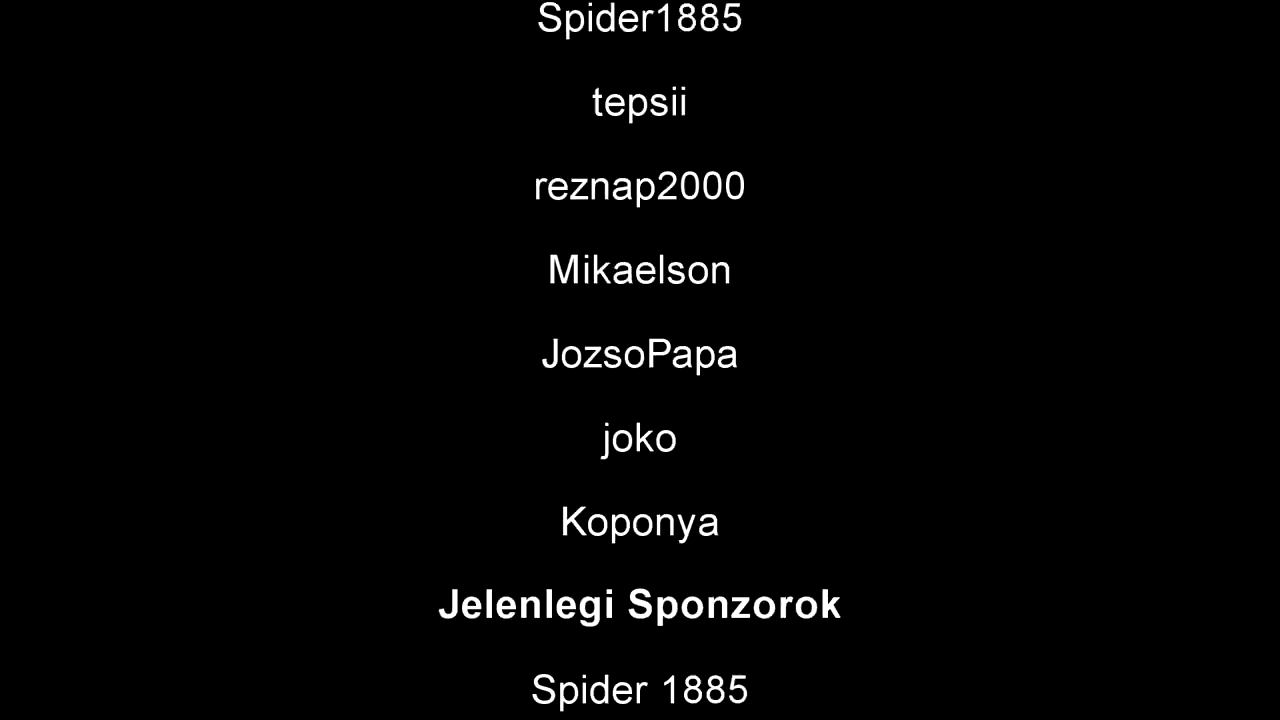 Spider1885
tepsii
reznap2000
Mikaelson
JozsoPapa
joko
Koponya
Jelenlegi Sponzorok
Spider 1885